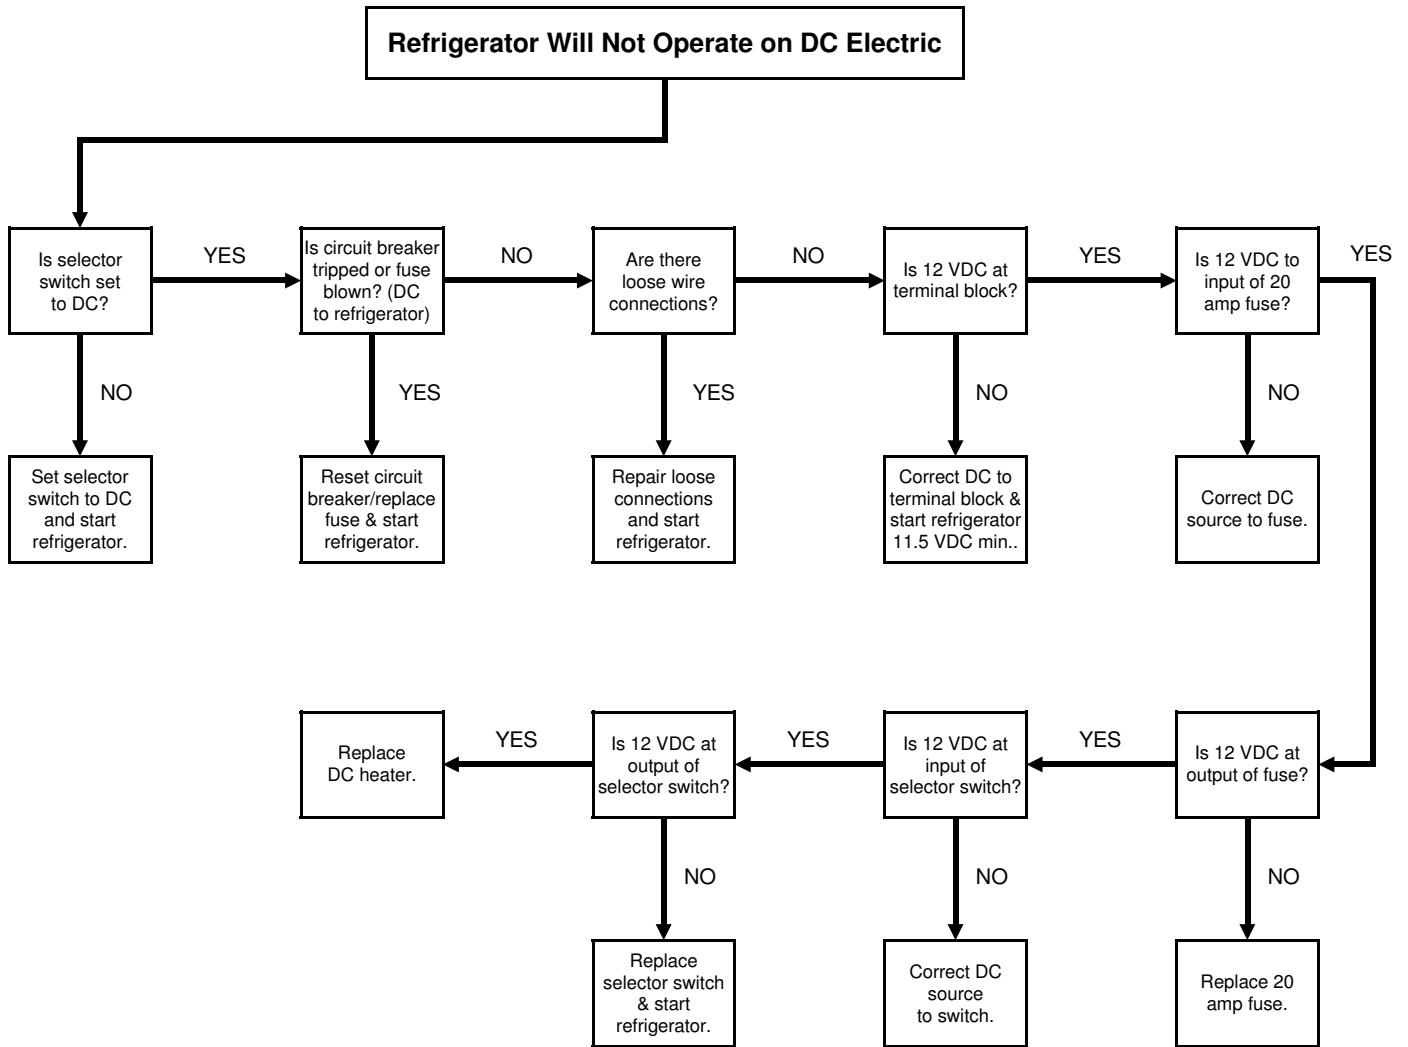 Refrigerator Will Not Operate on DC Electric
Is selector
switch set
to DC?
YES
Is circuit breaker
tripped or fuse
blown? (DC
to refrigerator)
NO
Are there
loose wire
connections?
NO
Is 12 VDC at
terminal block?
YES
Is 12 VDC to
input of 20
amp fuse?
YES
NO
YES
YES
NO
NO
Set selector
switch to DC
and start
refrigerator.
Reset circuit
breaker/replace
fuse & start
refrigerator.
Repair loose
connections
and start
refrigerator.
Correct DC to
terminal block &
start refrigerator
11.5 VDC min..
Correct DC
source to fuse.
Replace
DC heater.
YES
Is 12 VDC at
output of
selector switch?
YES
Is 12 VDC at
input of
selector switch?
YES
Is 12 VDC at
output of fuse?
NO
NO
NO
Replace
selector switch
& start
refrigerator.
Correct DC
source
to switch.
Replace 20
amp fuse.